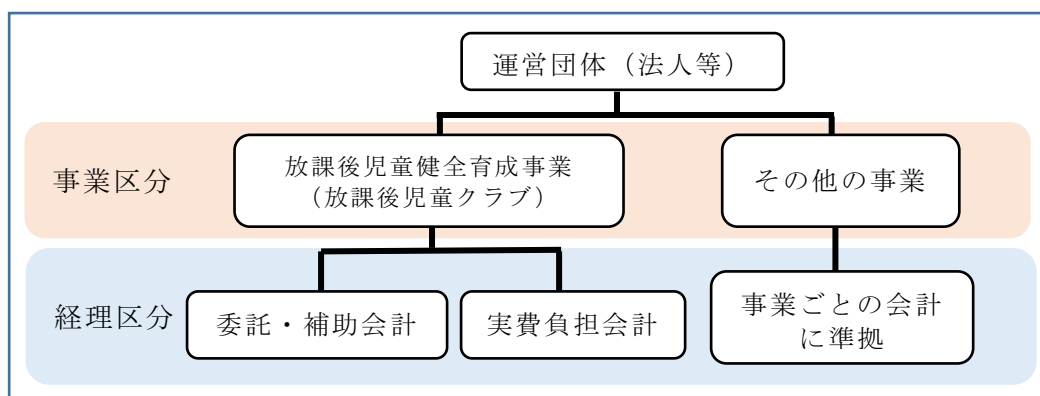 運営団体（法人等）
事業区分
放課後児童健全育成事業
（放課後児童クラブ）
その他の事業
経理区分
委託・補助会計
実費負担会計
事業ごとの会計
に準拠